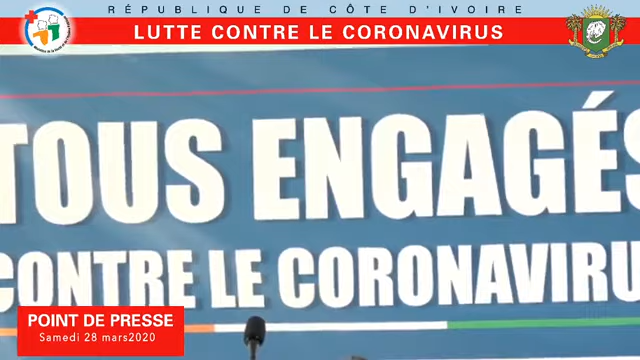 RÉPUBLIQUE DE CÔTE D'IVOIRE
LUTTE CONTRE LE CORONAVIRUS
TOUS ENGAGÉS
CONTRE LE CORONAVIRU
POINT DE PRESSE
Samedi 28 mars2020